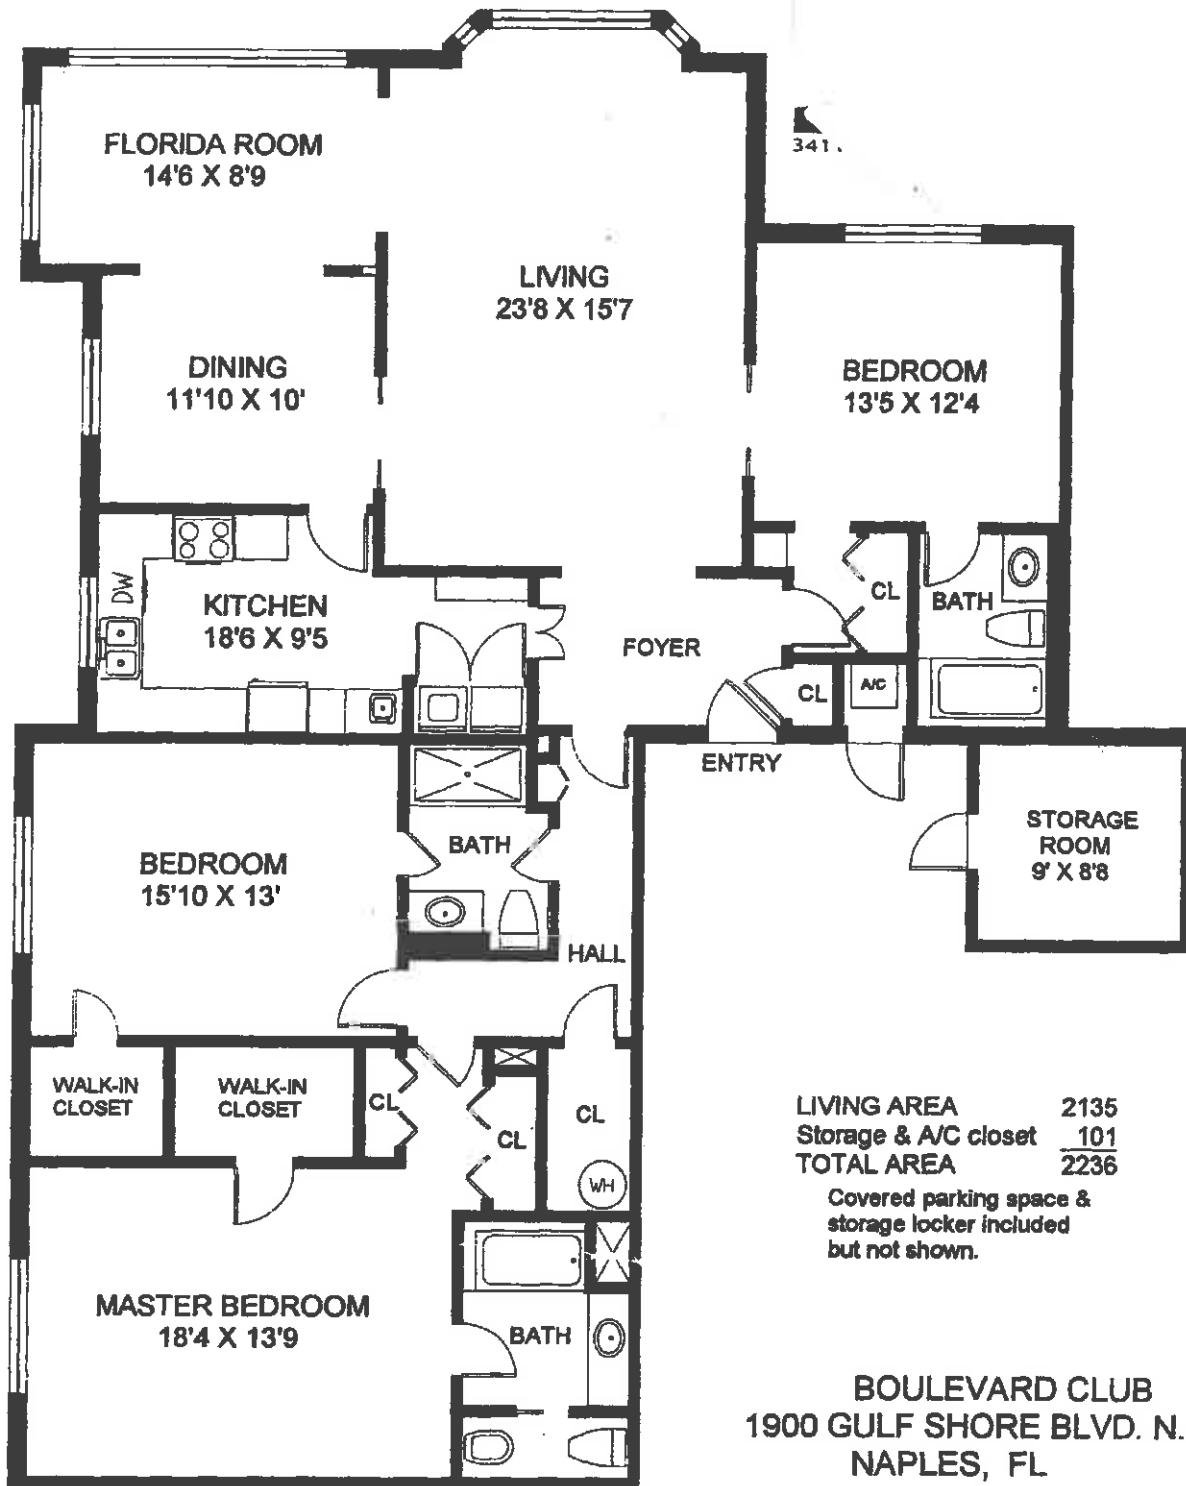 341.
FLORIDA ROOM
14'6 X 8'9
LIVING
23'8 X 15'7
DINING
11'10 X 10'
BEDROOM
13'5 X 12'4
DW
KITCHEN
18'6 X 9'5
FOYER
CL
BATH
CL
A/C
ENTRY
BEDROOM
15'10 X 13'
BATH
HALL
STORAGE
ROOM
9' X 8'8
WALK-IN
CLOSET
WALK-IN
CLOSET
CL
CL
CL
WH
LIVING AREA 2135
Storage & A/C closet 101
TOTAL AREA 2236
Covered parking space &
storage locker included
but not shown.
MASTER BEDROOM
18'4 X 13'9
BATH
BOULEVARD CLUB
1900 GULF SHORE BLVD. N.
NAPLES, FL